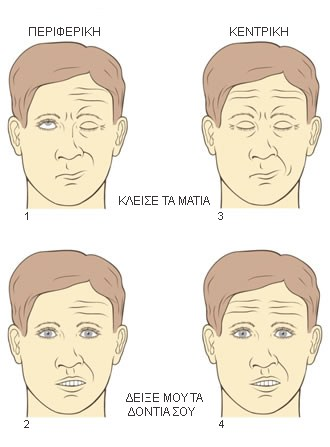 ΠΕΡΙΦΕΡΙΚΗ
ΚΕΝΤΡΙΚΗ
ΚΛΕΙΣΕ ΤΑ ΜΑΤΙΑ
1
3
ΔΕΙΞΕ ΜΟΥ ΤΑ
ΔΟΝΤΙΑ ΣΟΥ
2
4